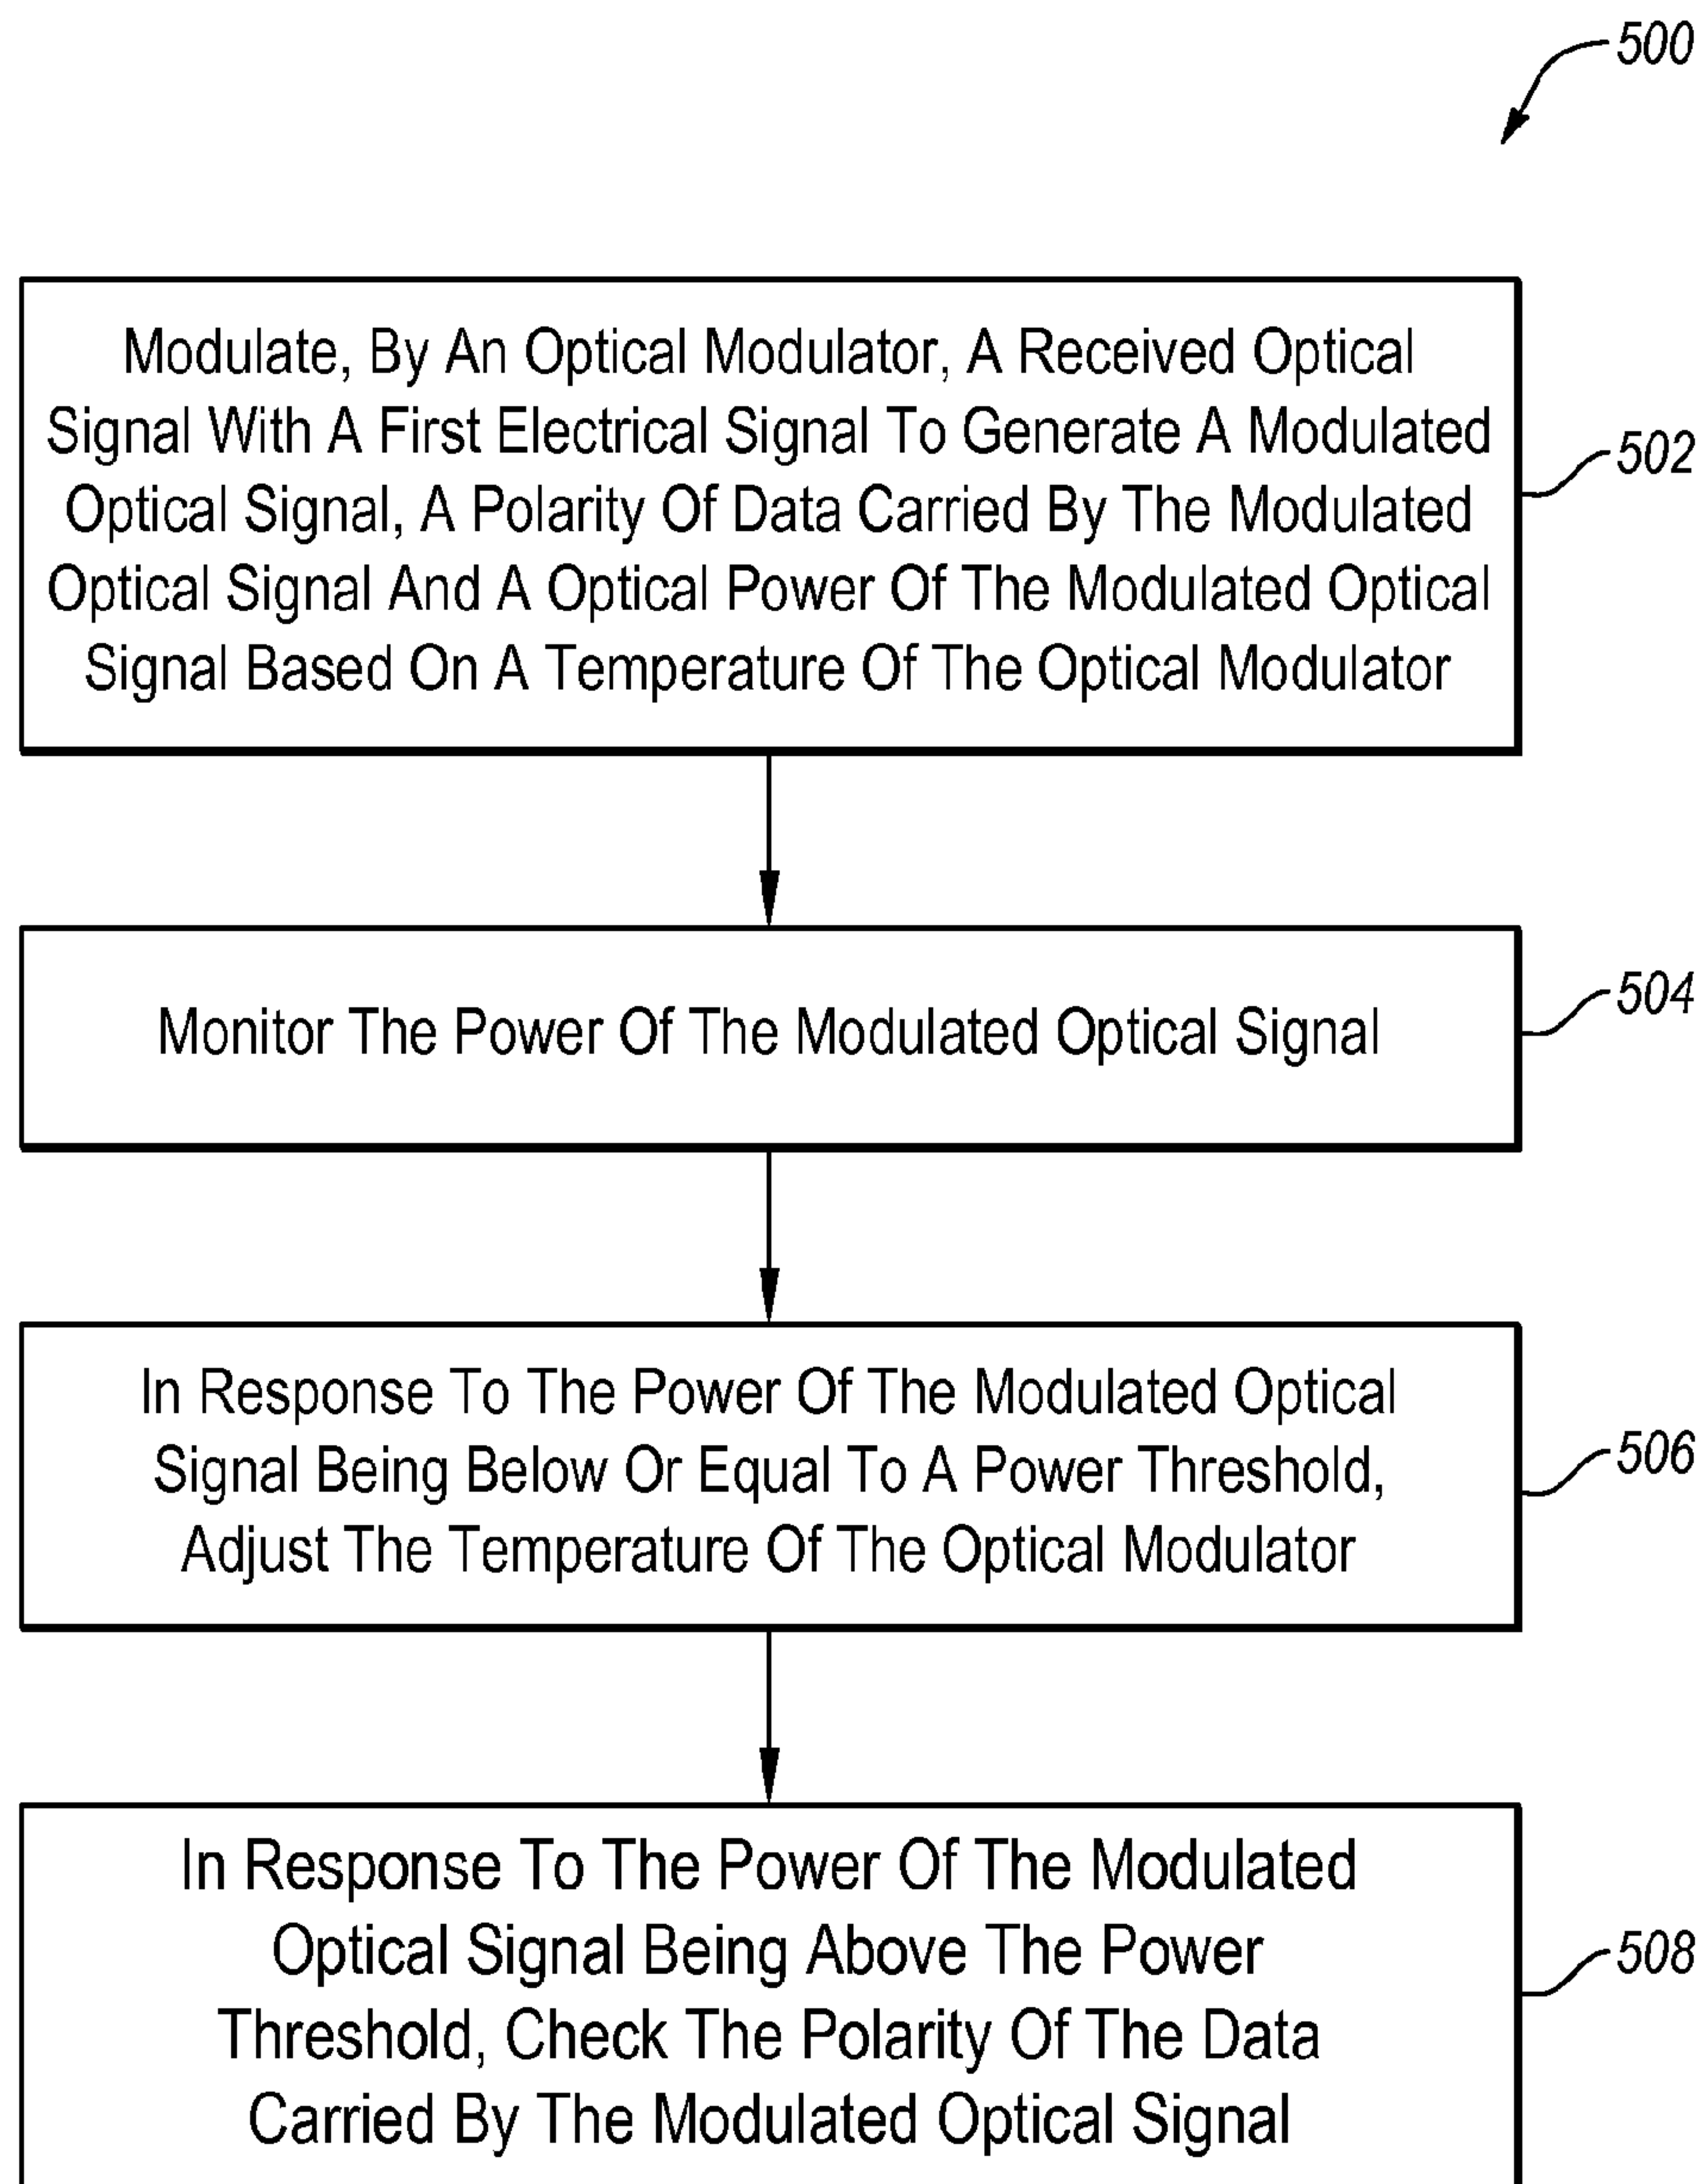 500
Modulate, By An Optical Modulator, A Received Optical
Signal With A First Electrical Signal To Generate A Modulated
Optical Signal, A Polarity Of Data Carried By The Modulated
Optical Signal And A Optical Power Of The Modulated Optical
Signal Based On A Temperature Of The Optical Modulator
502
Monitor The Power Of The Modulated Optical Signal
504
In Response To The Power Of The Modulated Optical
Signal Being Below Or Equal To A Power Threshold,
Adjust The Temperature Of The Optical Modulator
506
In Response To The Power Of The Modulated
Optical Signal Being Above The Power
Threshold, Check The Polarity Of The Data
Carried By The Modulated Optical Signal
508